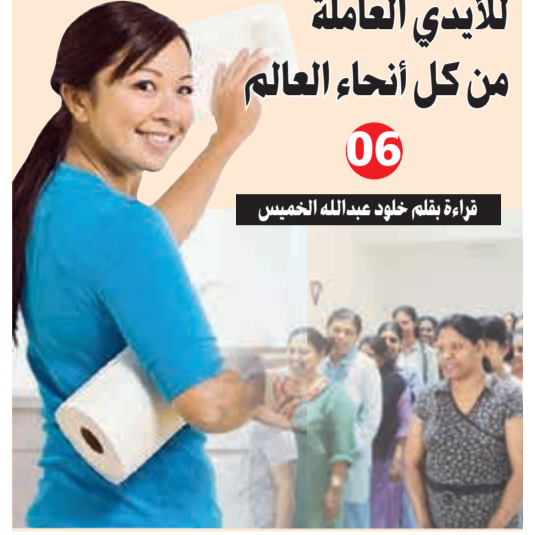 للأيدي العاملة
من كل أنحاء العالم
06
قراءة بقلم خلود عبدالله الخميس